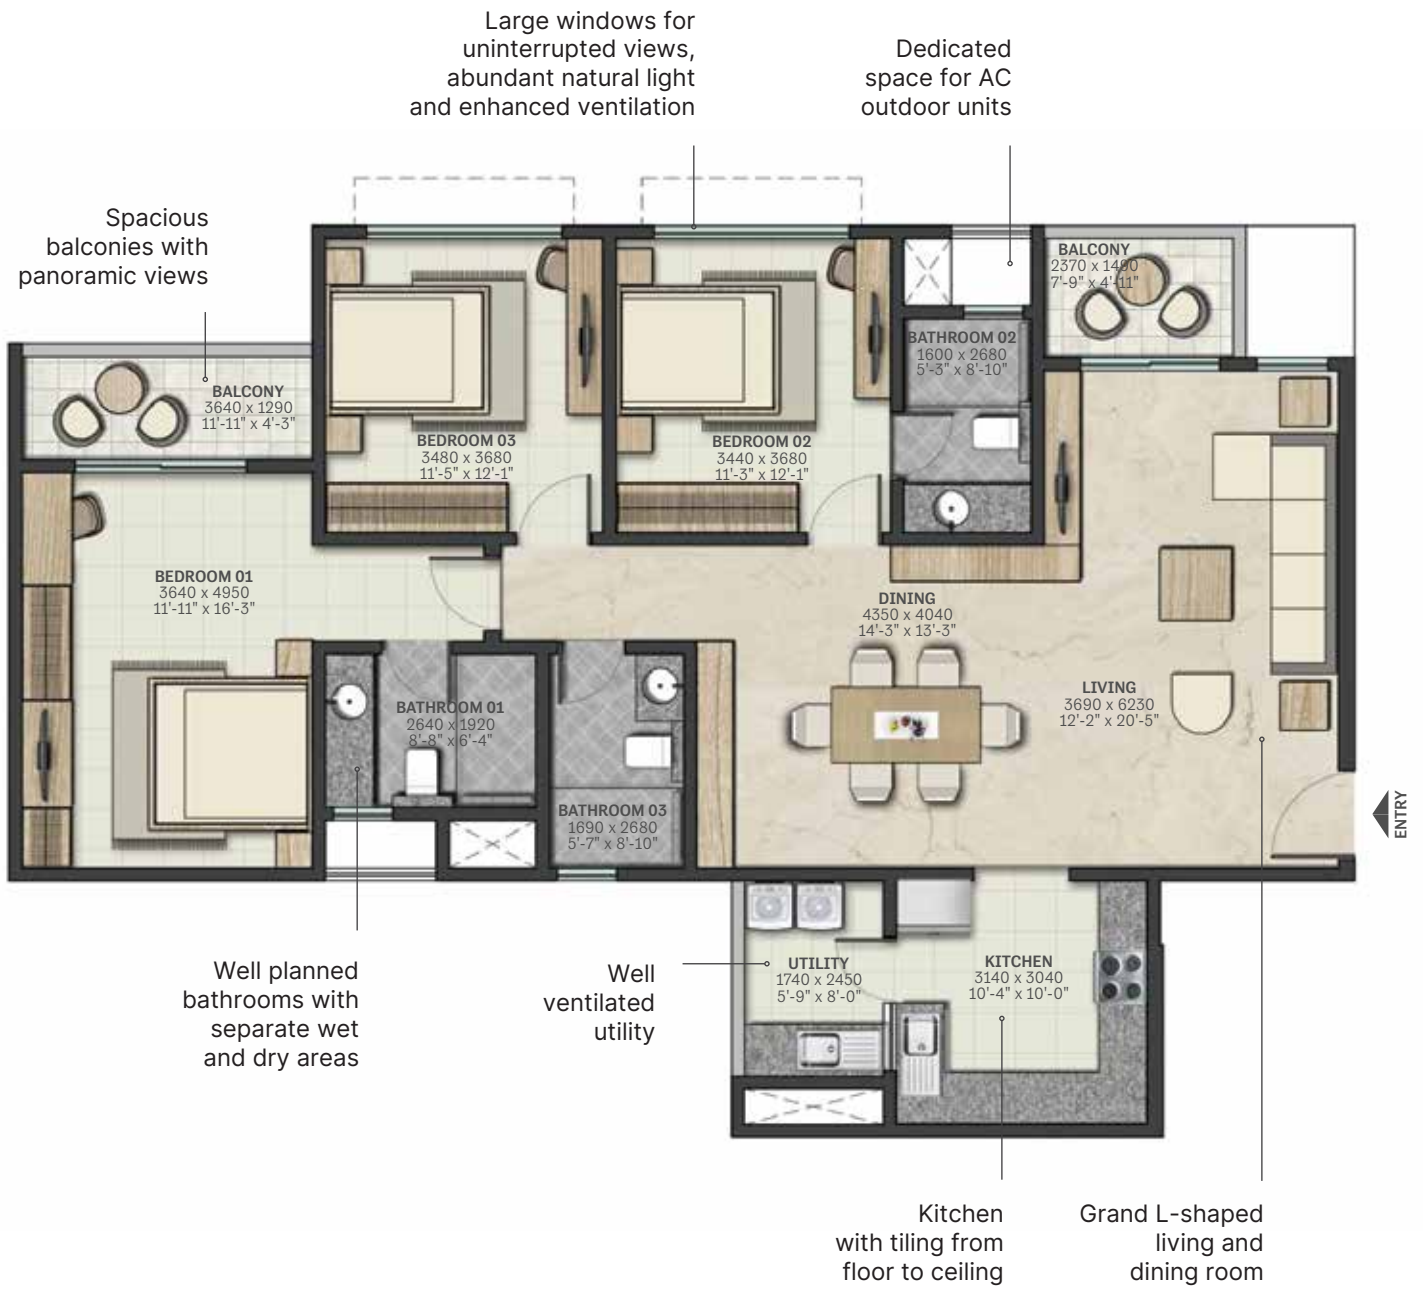 Large windows for
uninterrupted views,
abundant natural light
and enhanced ventilation
Dedicated
space for AC
outdoor units
Spacious
balconies with
panoramic views
BALCONY
2370 x 1490
7'-9" x 4'-11"
BATHROOM 02
1600 x 2680
5'-3" x 8'-10"
BALCONY
3640 x 1290
11'-11" x 4'-3"
BEDROOM 03
3480 x 3680
11'-5" x 12'-1"
BEDROOM 02
3440 x 3680
11'-3" x 12'-1"
BEDROOM 01
3640 x 4950
11'-11" x 16'-3"
DINING
4350 x 4040
14'-3" x 13'-3"
LIVING
3690 x 6230
12'-2" x 20'-5"
BATHROOM 01
2640 x 1920
8'-8" x 6'-4"
BATHROOM 03
1690 x 2680
5'-7" x 8'-10"
ENTRY
UTILITY
1740 x 2450
5'-9" x 8'-0"
KITCHEN
3140 x 3040
10'-4" x 10'-0"
Well planned
bathrooms with
separate wet
and dry areas
Well
ventilated
utility
Kitchen
with tiling from
floor to ceiling
Grand L-shaped
living and
dining room